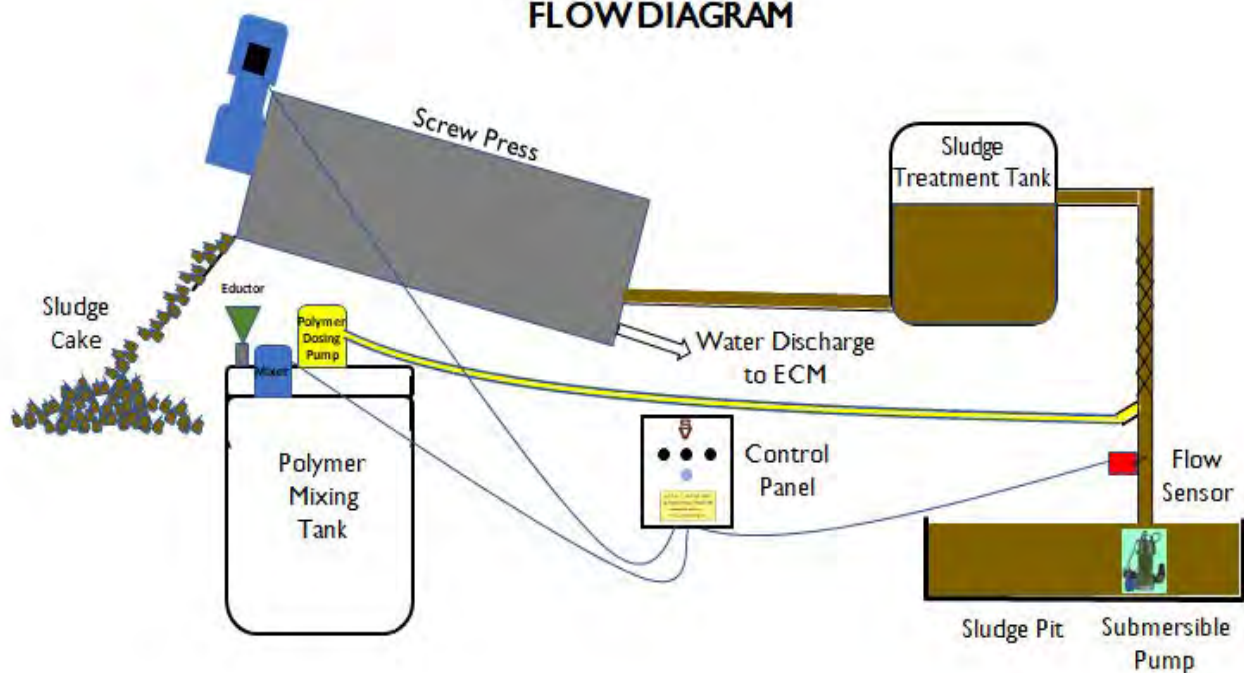 FLOW DIAGRAM
Screw Press
Sludge
Treatment Tank
Sludge
Cake
Eductor
Polymer
Dosing
Pump
Mixer
Water Discharge
to ECM
Polymer
Mixing
Tank
Control
Panel
Flow
Sensor
Sludge Pit
Submersible
Pump